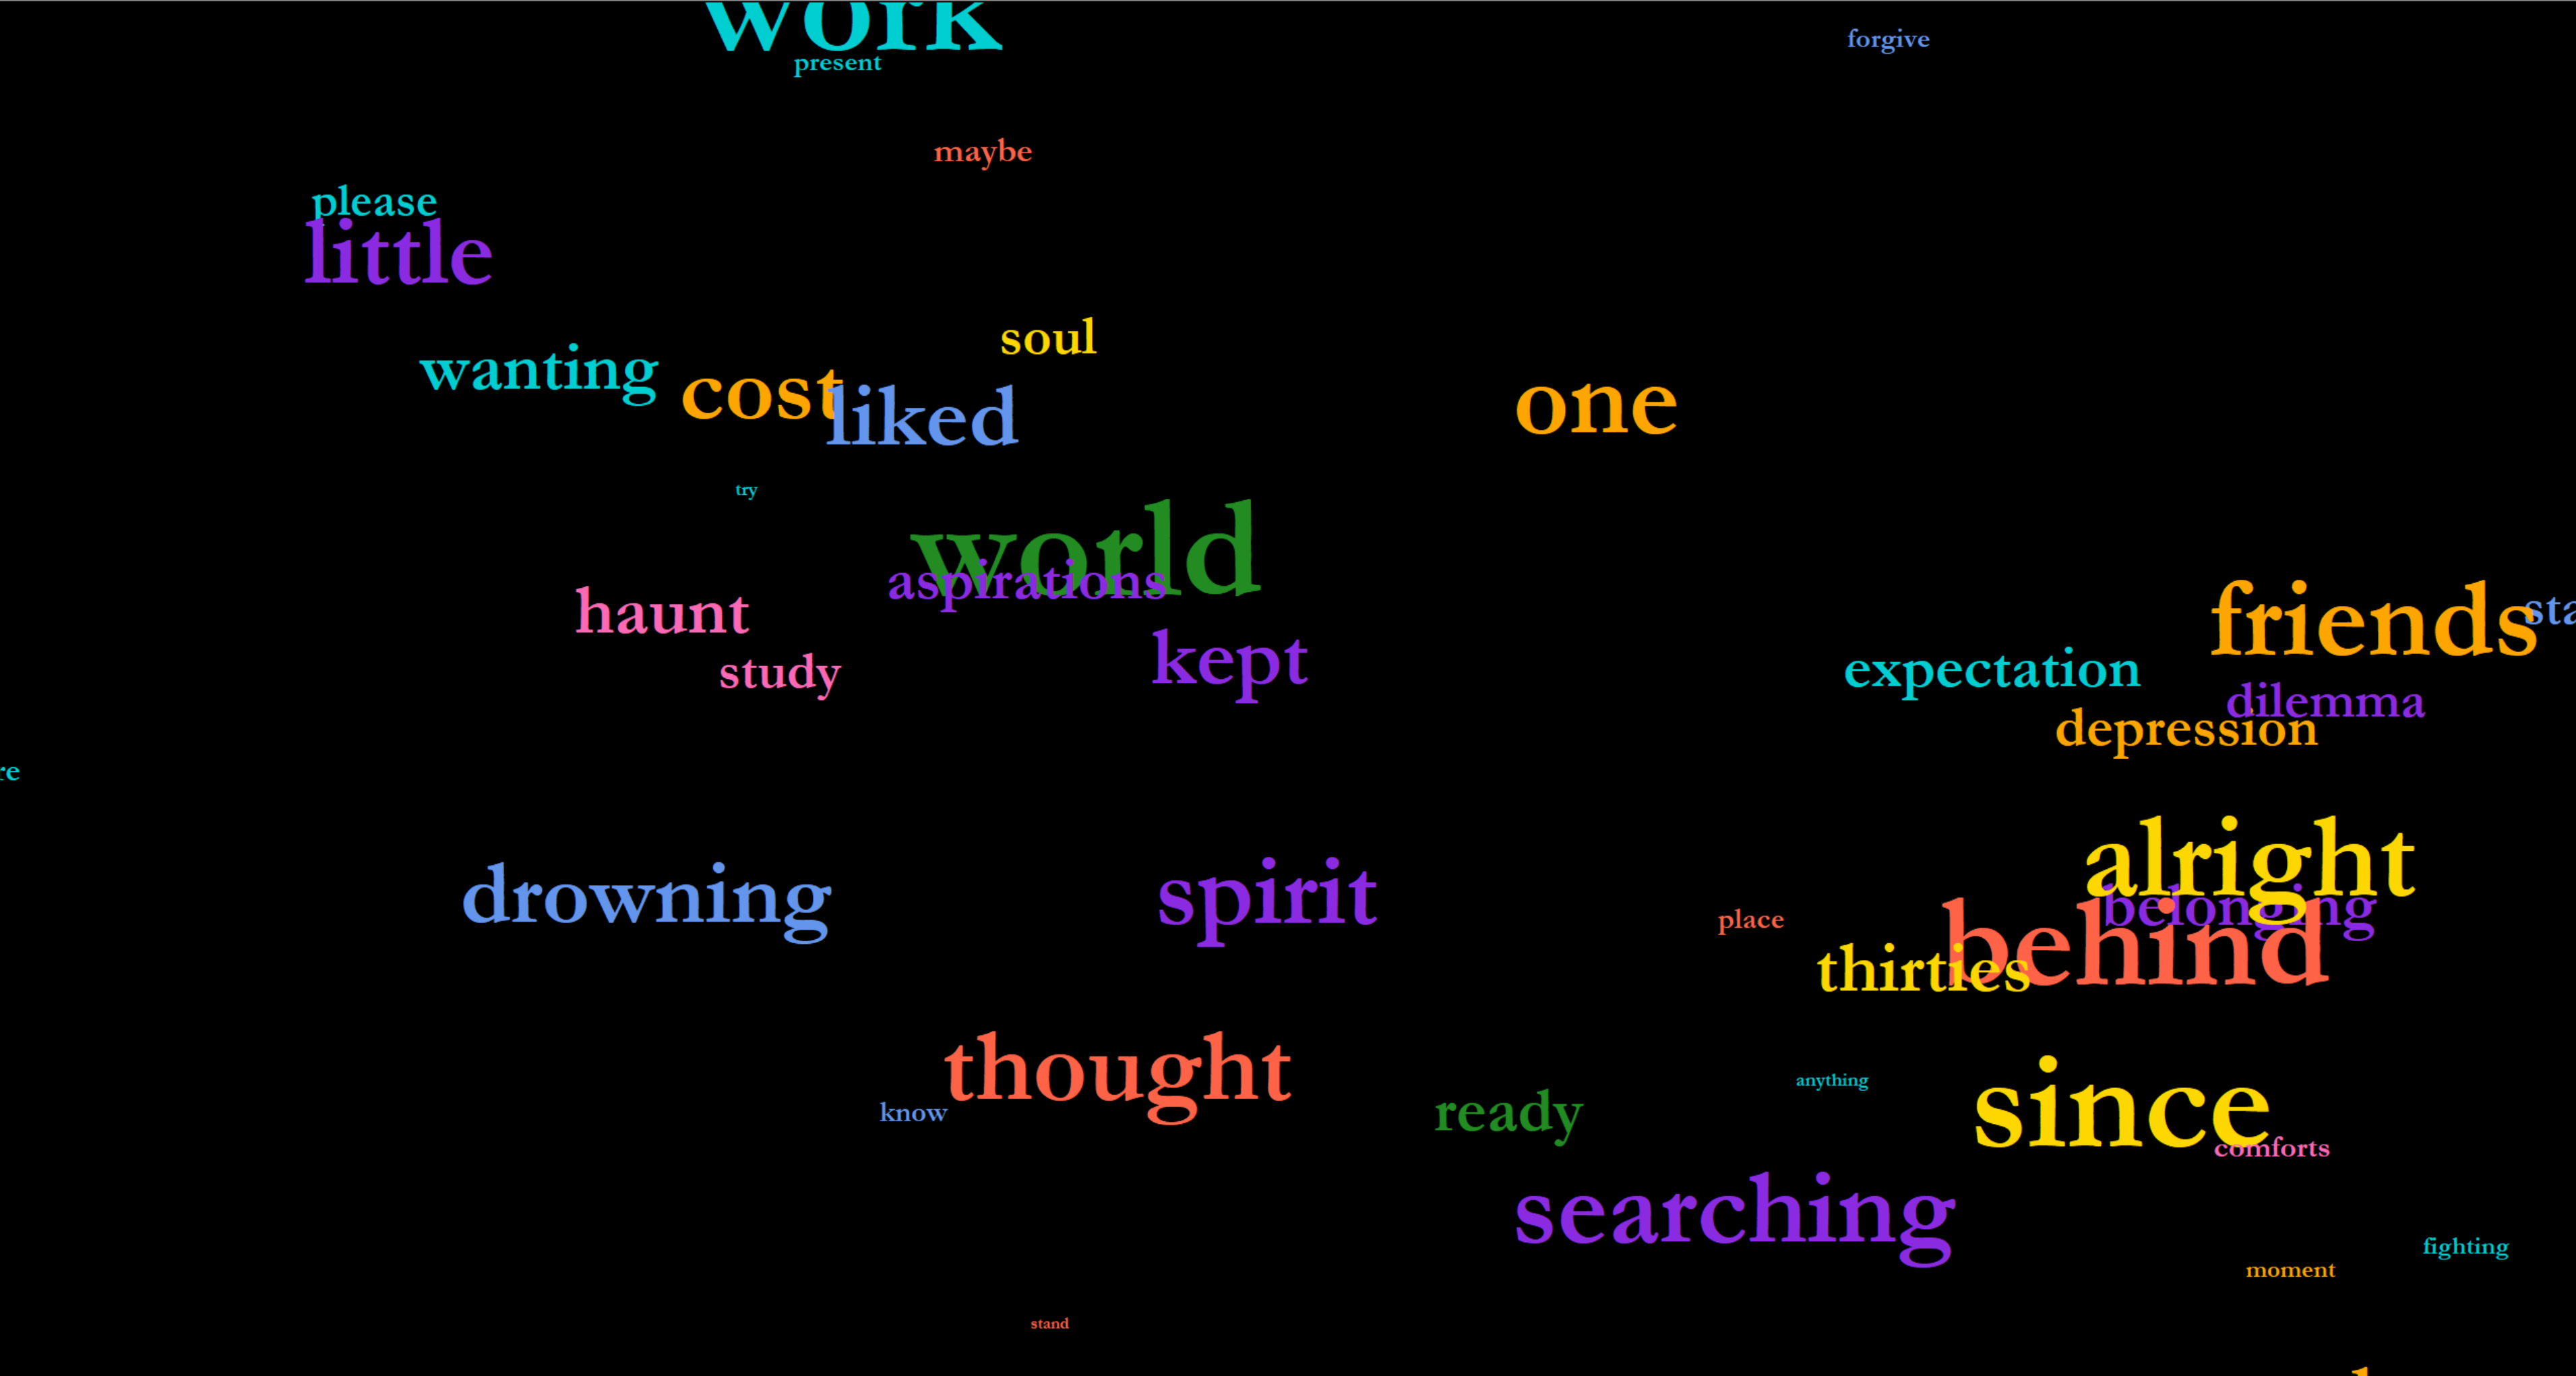 work
forgive
present
maybe
please
little
soul
wanting
cost
liked
one
try
world
aspirations
haunt
friends
sta
study
kept
expectation
dilemma
depression
re
alright
drowning
spirit
belonging
place
behind
thirties
thought
know
ready
anything
since
comforts
searching
fighting
moment
stand